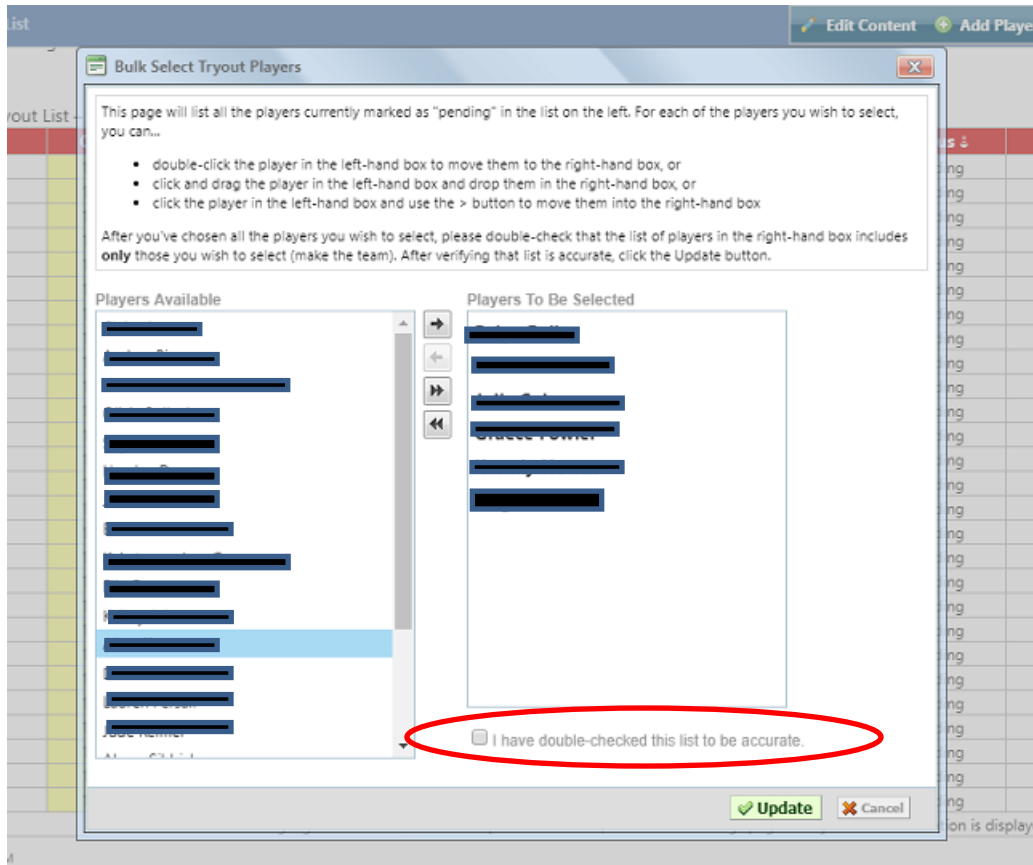 List
Edit Content
Add Playe
Bulk Select Tryout Players
yout List -
This page will list all the players currently marked as "pending" in the list on the left. For each of the players you wish to select,
you can...
• double-click the player in the left-hand box to move them to the right-hand box, or
• click and drag the player in the left-hand box and drop them in the right-hand box, or
• click the player in the left-hand box and use the > button to move them into the right-hand box
After you've chosen all the players you wish to select, please double-check that the list of players in the right-hand box includes
only those you wish to select (make the team). After verifying that list is accurate, click the Update button.
Players Available
Players To Be Selected
I have double-checked this list to be accurate.
Update
Cancel
ion is display